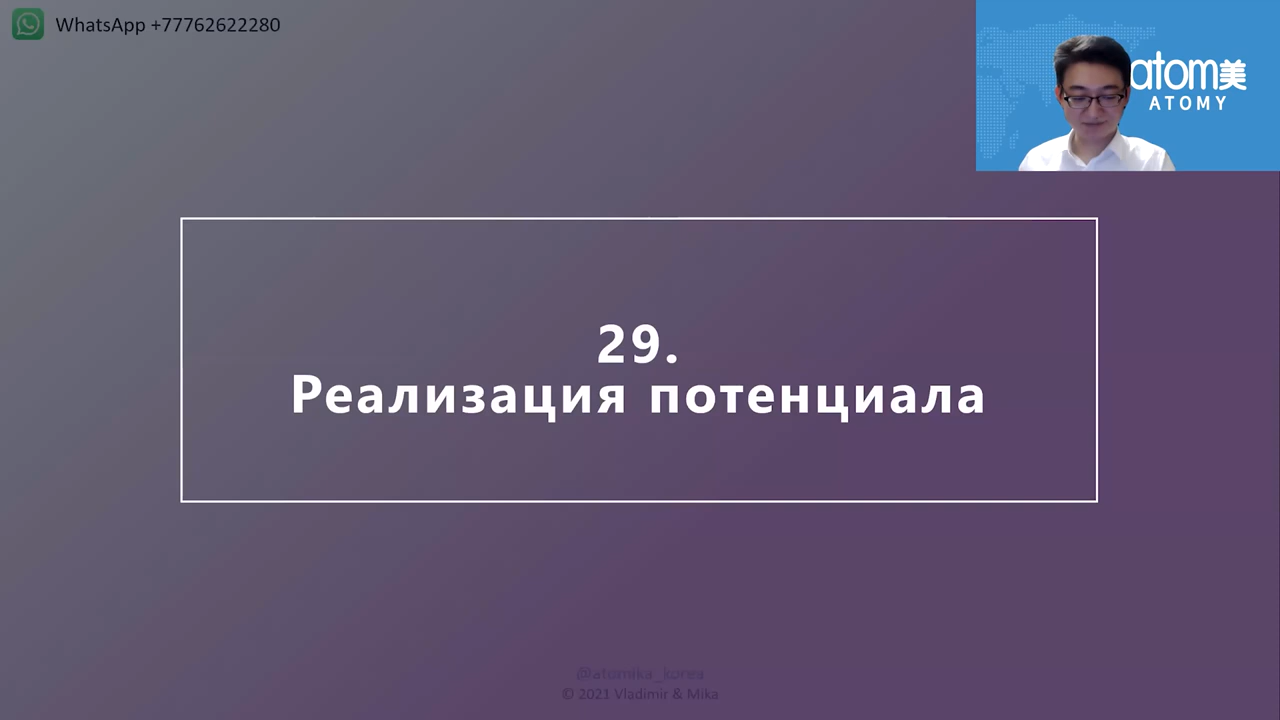 WhatsApp +77762622280
atom美
ATOMY
29.
Реализация потенциала
@atomika_korea
© 2021 Vladimir & Mika